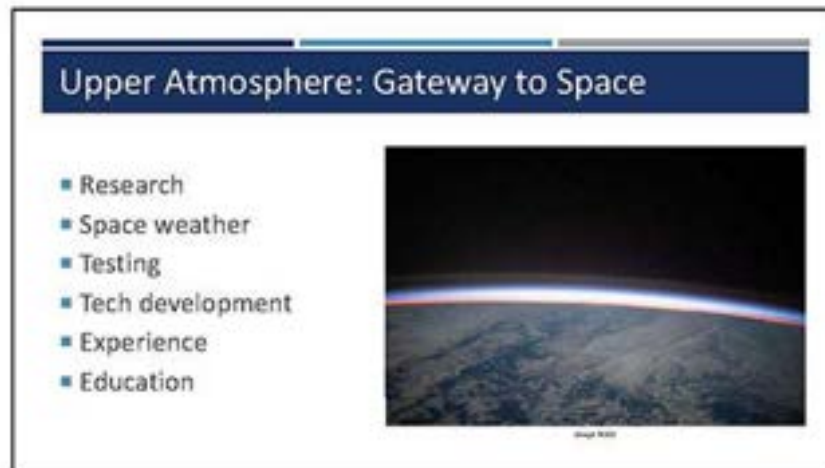 Upper Atmosphere: Gateway to Space
Research
Space weather
Testing
Tech development
Experience
Education